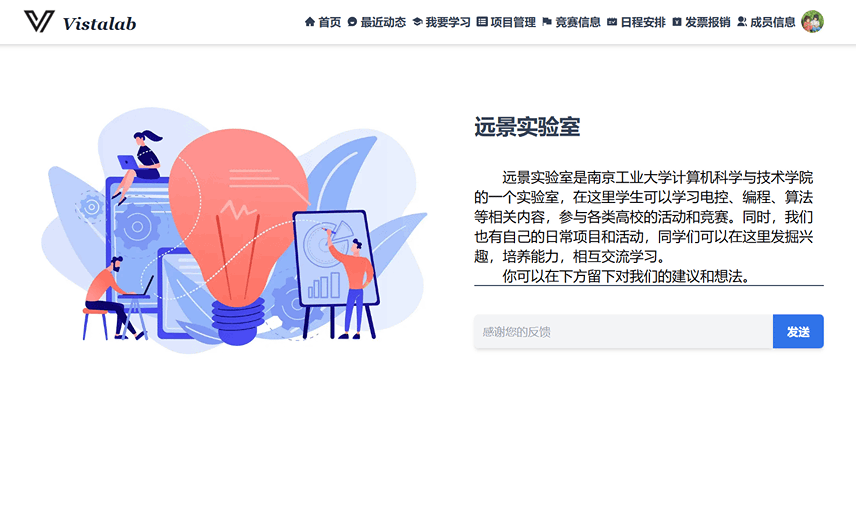 Vistalab
首页 最近动态 我要学习 项目管理 竞赛信息 日程安排 发票报销 成员信息
远景实验室
远景实验室是南京工业大学计算机科学与技术学院
的一个实验室，在这里学生可以学习电控、编程、算法
等相关内容，参与各类高校的活动和竞赛。同时，我们
也有自己的日常项目和活动，同学们可以在这里发掘兴
趣，培养能力，相互交流学习。
你可以在下方留下对我们的建议和想法。
感谢您的反馈
发送